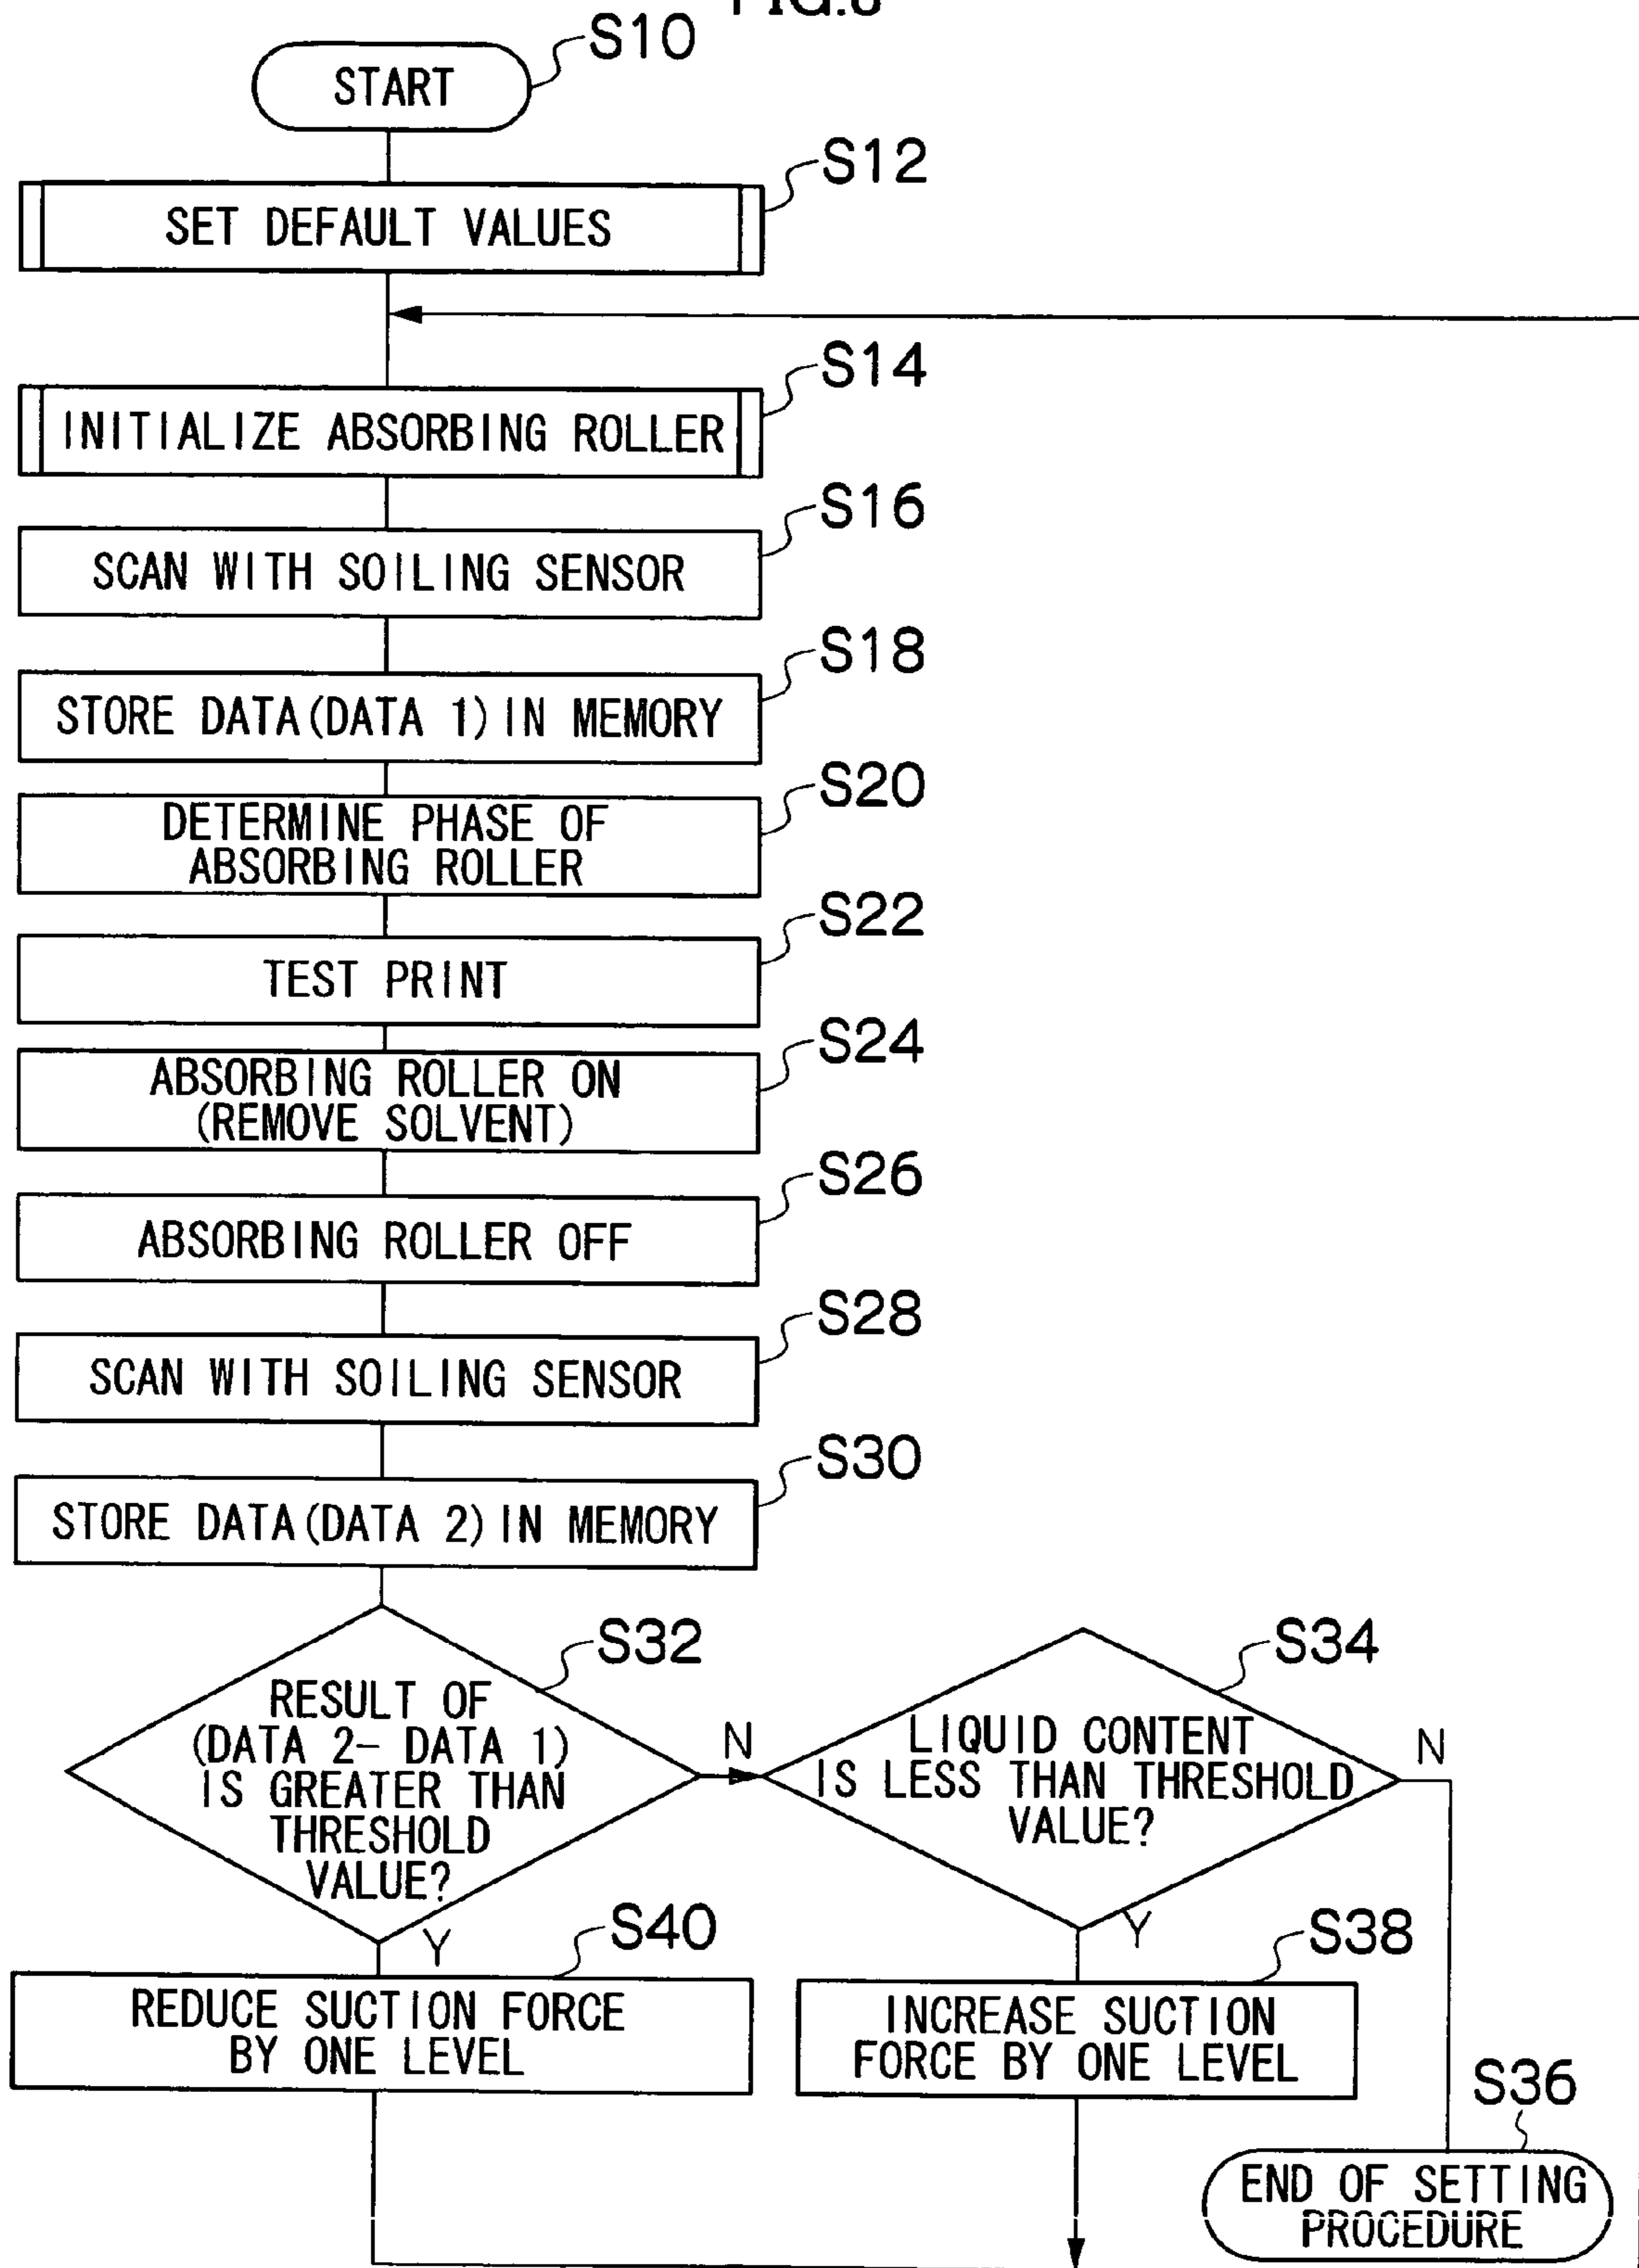 S10
START
S12
SET DEFAULT VALUES
S14
INITIALIZE ABSORBING ROLLER
S16
SCAN WITH SOILING SENSOR
S18
STORE DATA(DATA 1) IN MEMORY
S20
DETERMINE PHASE OF
ABSORBING ROLLER
S22
TEST PRINT
S24
ABSORBING ROLLER ON
(REMOVE SOLVENT)
S26
ABSORBING ROLLER OFF
S28
SCAN WITH SOILING SENSOR
S30
STORE DATA(DATA 2) IN MEMORY
S32
RESULT OF
(DATA 2- DATA 1)
IS GREATER THAN
THRESHOLD
VALUE?
N
Y
S34
LIQUID CONTENT
IS LESS THAN THRESHOLD
VALUE?
N
Y
S40
REDUCE SUCTION FORCE
BY ONE LEVEL
S38
INCREASE SUCTION
FORCE BY ONE LEVEL
S36
END OF SETTING
PROCEDURE